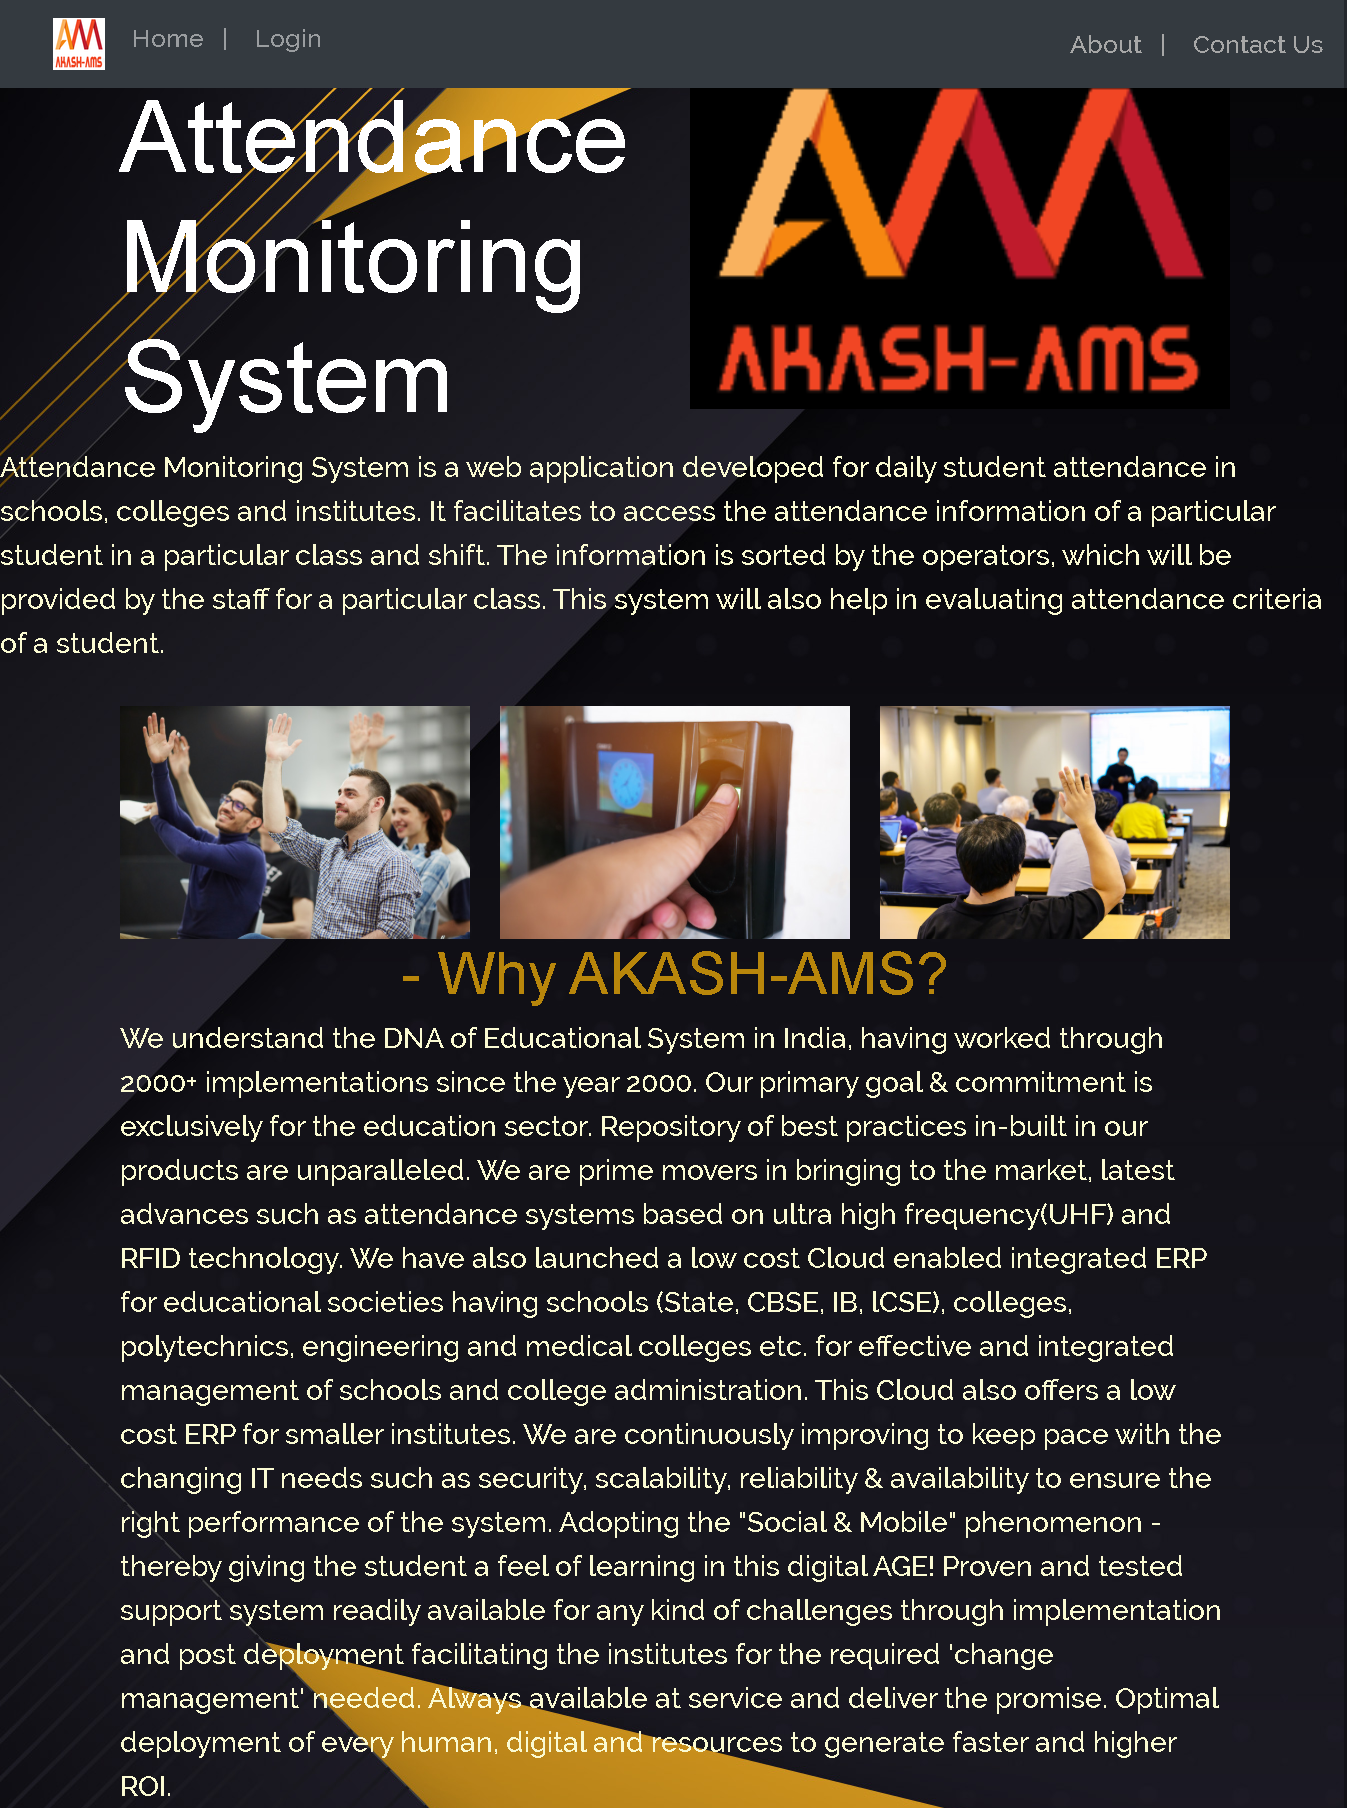 AKASH-AMS
Home | Login
About | Contact Us
Attendance
Monitoring
System
AKASH-AMS
Attendance Monitoring System is a web application developed for daily student attendance in
schools, colleges and institutes. It facilitates to access the attendance information of a particular
student in a particular class and shift. The information is sorted by the operators, which will be
provided by the staff for a particular class. This system will also help in evaluating attendance criteria
of a student.
- Why AKASH-AMS?
We understand the DNA of Educational System in India, having worked through
2000+ implementations since the year 2000. Our primary goal & commitment is
exclusively for the education sector. Repository of best practices in-built in our
products are unparalleled. We are prime movers in bringing to the market, latest
advances such as attendance systems based on ultra high frequency(UHF) and
RFID technology. We have also launched a low cost Cloud enabled integrated ERP
for educational societies having schools (State, CBSE, IB, lCSE), colleges,
polytechnics, engineering and medical colleges etc. for effective and integrated
management of schools and college administration. This Cloud also offers a low
cost ERP for smaller institutes. We are continuously improving to keep pace with the
changing IT needs such as security, scalability, reliability & availability to ensure the
right performance of the system. Adopting the "Social & Mobile" phenomenon -
thereby giving the student a feel of learning in this digital AGE! Proven and tested
support system readily available for any kind of challenges through implementation
and post deployment facilitating the institutes for the required 'change
management' needed. Always available at service and deliver the promise. Optimal
deployment of every human, digital and resources to generate faster and higher
ROI.